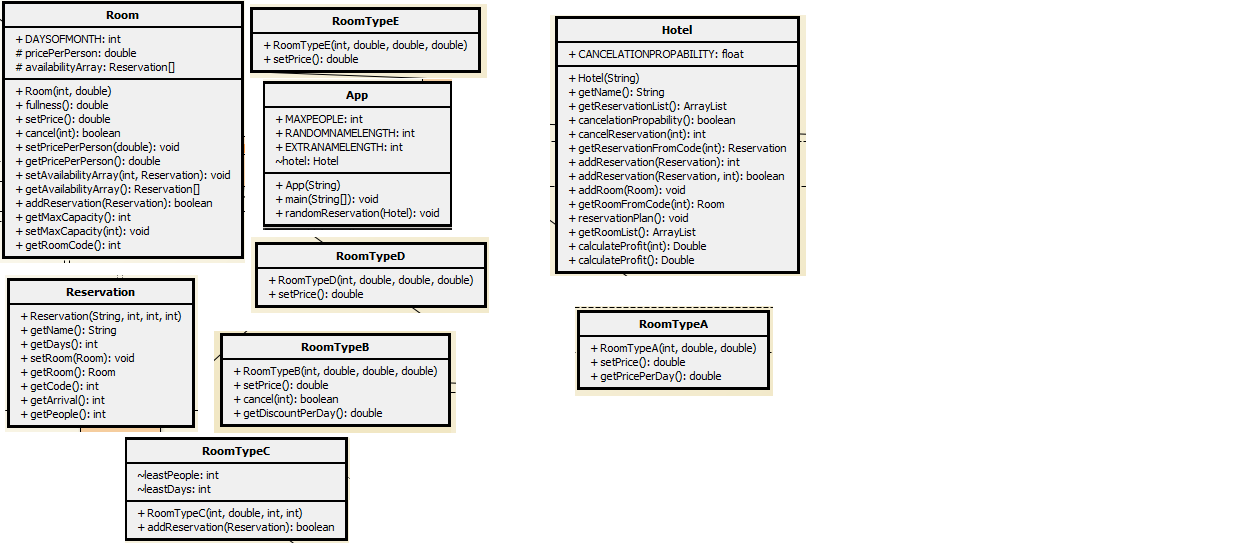 Room
+ DAYSOFMONTH: int
# pricePerPerson: double
# availabilityArray: Reservation[]
+ Room(int, double)
+ fullness(): double
+ setPrice(): double
+ cancel(int): boolean
+ setPricePerPerson(double): void
+ getPricePerPerson(): double
+ setAvailabilityArray(int, Reservation): void
+ getAvailabilityArray(): Reservation[]
+ addReservation(Reservation): boolean
+ getMaxCapacity(): int
+ setMaxCapacity(int): void
+ getRoomCode(): int
RoomTypeE
+ RoomTypeE(int, double, double, double)
+ setPrice(): double
App
+ MAXPEOPLE: int
+ RANDOMNAMELENGTH: int
+ EXTRANAMELENGTH: int
~hotel: Hotel
+ App(String)
+ main(String[]): void
+ randomReservation(Hotel): void
Hotel
+ CANCELATIONPROPABILITY: float
+ Hotel(String)
+ getName(): String
+ getReservationList(): ArrayList
+ cancelationPropability(): boolean
+ cancelReservation(int): int
+ getReservationFromCode(int): Reservation
+ addReservation(Reservation): int
+ addReservation(Reservation, int): boolean
+ addRoom(Room): void
+ getRoomFromCode(int): Room
+ reservationPlan(): void
+ getRoomList(): ArrayList
+ calculateProfit(int): Double
+ calculateProfit(): Double
RoomTypeD
+ RoomTypeD(int, double, double, double)
+ setPrice(): double
Reservation
+ Reservation(String, int, int, int)
+ getName(): String
+ getDays(): int
+ setRoom(Room): void
+ getRoom(): Room
+ getCode(): int
+ getArrival(): int
+ getPeople(): int
RoomTypeB
+ RoomTypeB(int, double, double, double)
+ setPrice(): double
+ cancel(int): boolean
+ getDiscountPerDay(): double
RoomTypeA
+ RoomTypeA(int, double, double)
+ setPrice(): double
+ getPricePerDay(): double
RoomTypeC
~leastPeople: int
~leastDays: int
+ RoomTypeC(int, double, int, int)
+ addReservation(Reservation): boolean